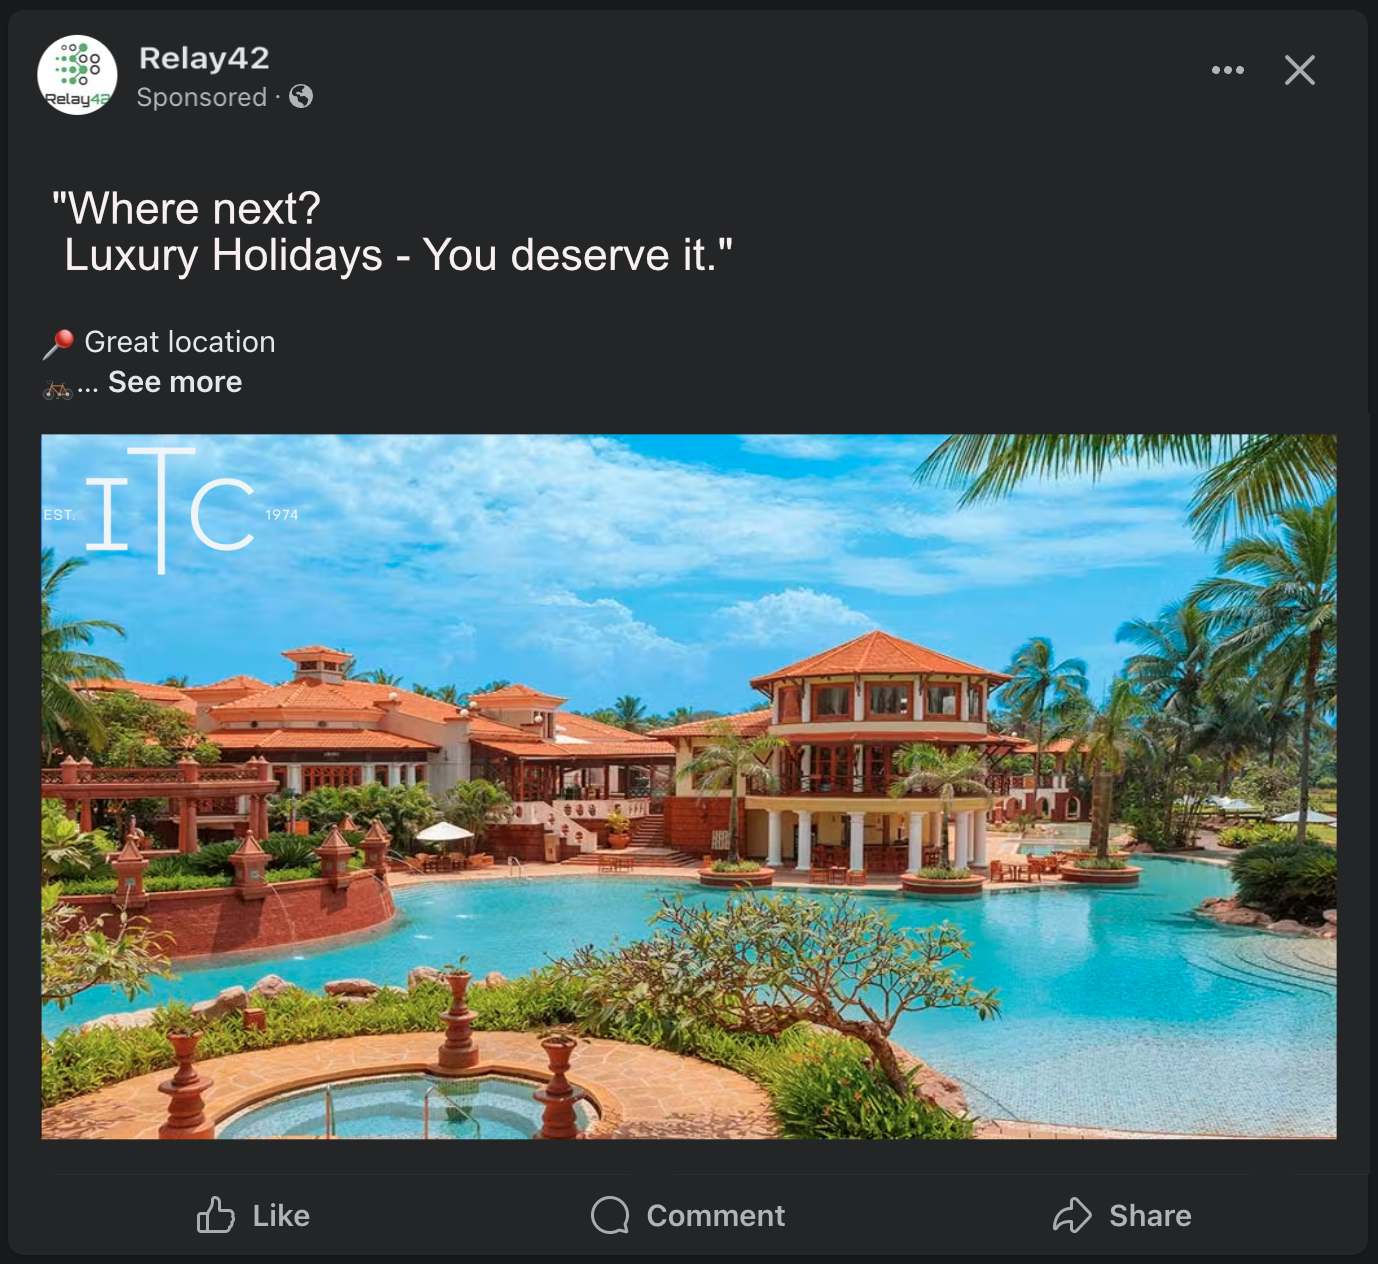 Relay42
Relay42
Sponsored ·
"Where next?
Luxury Holidays - You deserve it."
Great location
... See more
EST. ITC 1974
Like Comment Share